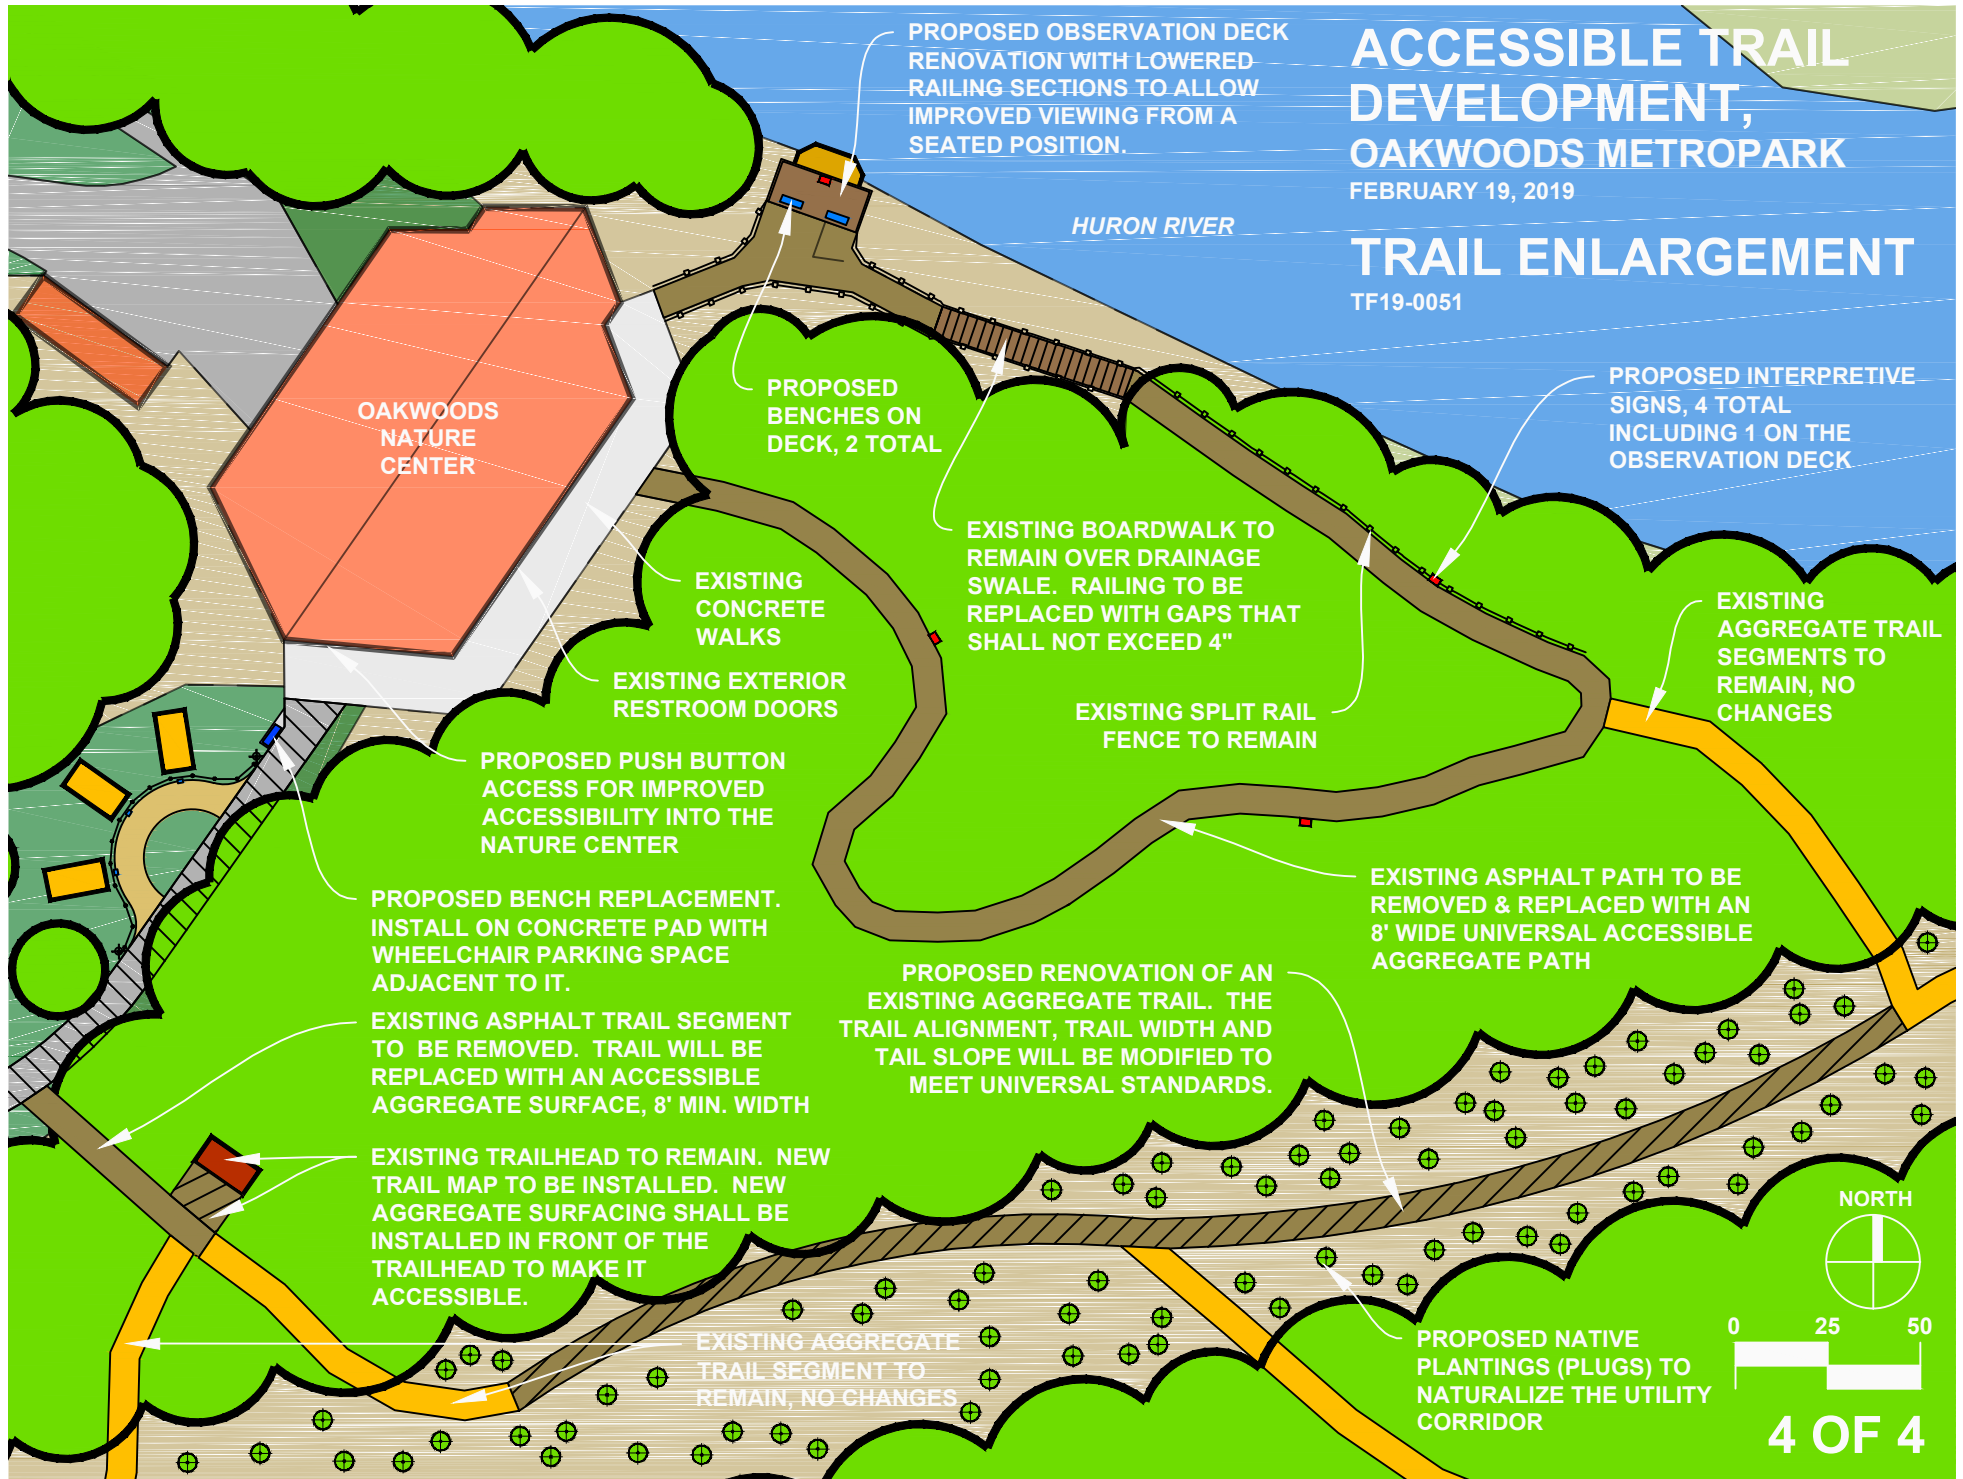 PROPOSED OBSERVATION DECK
RENOVATION WITH LOWERED
RAILING SECTIONS TO ALLOW
IMPROVED VIEWING FROM A
SEATED POSITION.
ACCESSIBLE TRAIL
DEVELOPMENT,
OAKWOODS METROPARK
FEBRUARY 19, 2019
TRAIL ENLARGEMENT
TF19-0051
HURON RIVER
OAKWOODS
NATURE
CENTER
PROPOSED
BENCHES ON
DECK, 2 TOTAL
PROPOSED INTERPRETIVE
SIGNS, 4 TOTAL
INCLUDING 1 ON THE
OBSERVATION DECK
EXISTING BOARDWALK TO
REMAIN OVER DRAINAGE
SWALE.  RAILING TO BE
REPLACED WITH GAPS THAT
SHALL NOT EXCEED 4"
EXISTING
CONCRETE
WALKS
EXISTING
AGGREGATE TRAIL
SEGMENTS TO
REMAIN, NO
CHANGES
EXISTING EXTERIOR
RESTROOM DOORS
EXISTING SPLIT RAIL
FENCE TO REMAIN
PROPOSED PUSH BUTTON
ACCESS FOR IMPROVED
ACCESSIBILITY INTO THE
NATURE CENTER
PROPOSED BENCH REPLACEMENT.
INSTALL ON CONCRETE PAD WITH
WHEELCHAIR PARKING SPACE
ADJACENT TO IT.
EXISTING ASPHALT PATH TO BE
REMOVED & REPLACED WITH AN
8' WIDE UNIVERSAL ACCESSIBLE
AGGREGATE PATH
PROPOSED RENOVATION OF AN
EXISTING AGGREGATE TRAIL.  THE
TRAIL ALIGNMENT, TRAIL WIDTH AND
TAIL SLOPE WILL BE MODIFIED TO
MEET UNIVERSAL STANDARDS.
EXISTING ASPHALT TRAIL SEGMENT
TO  BE REMOVED.  TRAIL WILL BE
REPLACED WITH AN ACCESSIBLE
AGGREGATE SURFACE, 8' MIN. WIDTH
EXISTING TRAILHEAD TO REMAIN.  NEW
TRAIL MAP TO BE INSTALLED.  NEW
AGGREGATE SURFACING SHALL BE
INSTALLED IN FRONT OF THE
TRAILHEAD TO MAKE IT
ACCESSIBLE.
EXISTING AGGREGATE
TRAIL SEGMENT TO
REMAIN, NO CHANGES
PROPOSED NATIVE
PLANTINGS (PLUGS) TO
NATURALIZE THE UTILITY
CORRIDOR
NORTH
0 25 50
4 OF 4